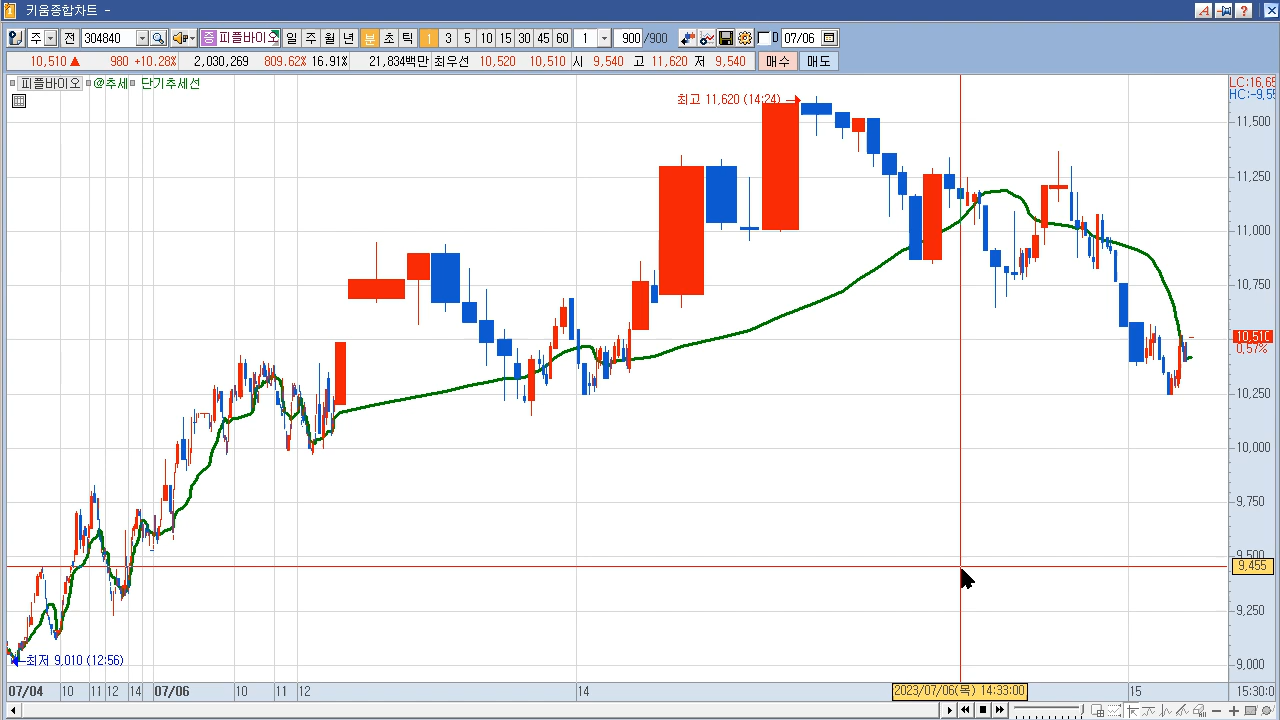 키움종합차트 -
주 전 304840 증 피플바이오 일 주 월 년 분 초 틱 1 3 5 10 15 30 45 60 1 900 /900 D 07/06
10,510 ▲ 980 +10.28% 2,030,269 809.62% 16.91% 21,834백만 최우선 10,520 10,510 시 9,540 고 11,620 저 9,540 매수 매도
피플바이오 @추세 단기추세선
LC:16,65
HC:-9,55
최고 11,620 (14:24)
11,500
11,250
11,000
10,750
10,510
0,57%
10,250
10,000
9,750
9,500
9,455
9,250
9,000
최저 9,010 (12:56)
07/04 10 11 12 14 07/06 10 11 12 14 2023/07/06(목) 14:33:00 15 15:30:0